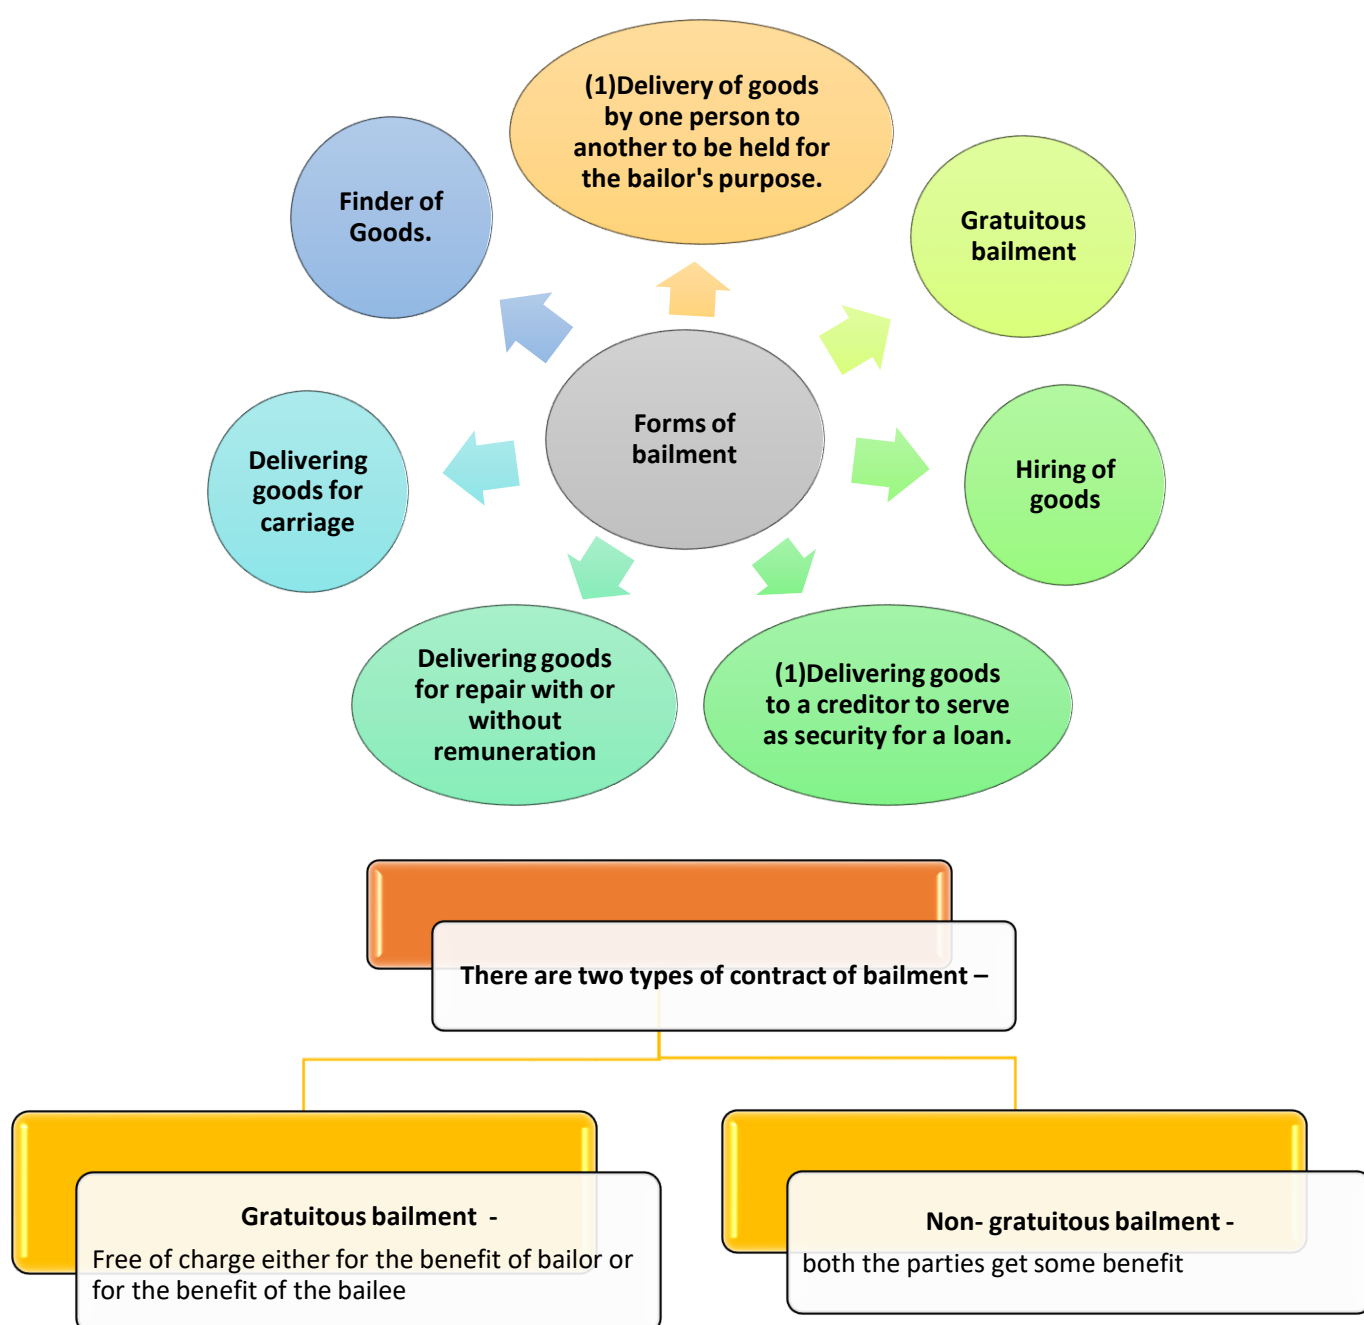 (1)Delivery of goods
by one person to
another to be held for
the bailor's purpose.
Gratuitous
bailment
Hiring of
goods
(1)Delivering goods
to a creditor to serve
as security for a loan.
Delivering goods
for repair with or
without
remuneration
Delivering
goods for
carriage
Finder of
Goods.
Forms of
bailment
There are two types of contract of bailment –
Gratuitous bailment -
Free of charge either for the benefit of bailor or
for the benefit of the bailee
Non- gratuitous bailment -
both the parties get some benefit